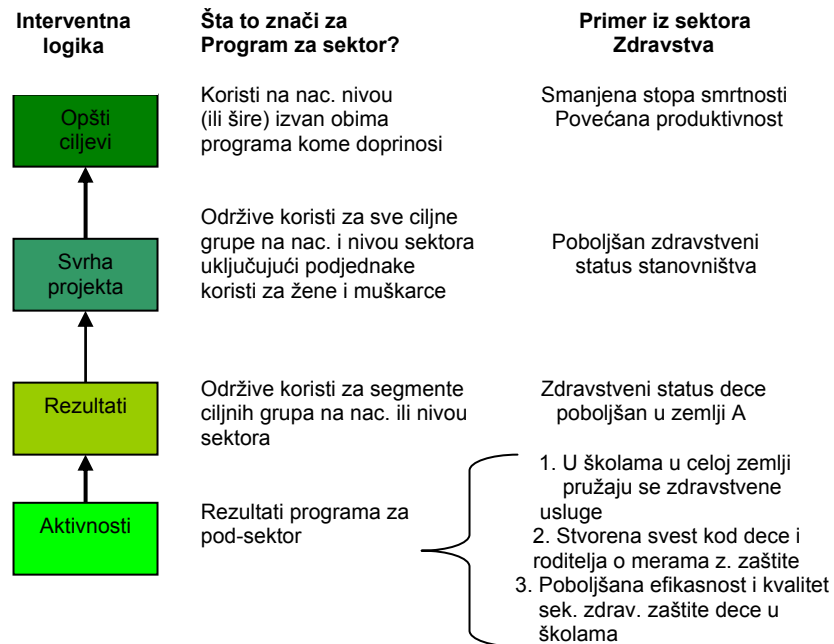 Interventna
logika
Šta to znači za
Program za sektor?
Primer iz sektora
Zdravstva
Opšti
ciljevi
Koristi na nac. nivou
(ili šire) izvan obima
programa kome doprinosi
Smanjena stopa smrtnosti
Povećana produktivnost
Svrha
projekta
Održive koristi za sve ciljne
grupe na nac. i nivou sektora
uključujući podjednake
koristi za žene i muškarce
Poboljšan zdravstveni
status stanovništva
Rezultati
Održive koristi za segmente
ciljnih grupa na nac. ili nivou
sektora
Zdravstveni status dece
poboljšan u zemlji A
Aktivnosti
Rezultati programa za
pod-sektor
1. U školama u celoj zemlji
pružaju se zdravstvene
usluge
2. Stvorena svest kod dece i
roditelja o merama z. zaštite
3. Poboljšana efikasnost i kvalitet
sek. zdrav. zaštite dece u
školama